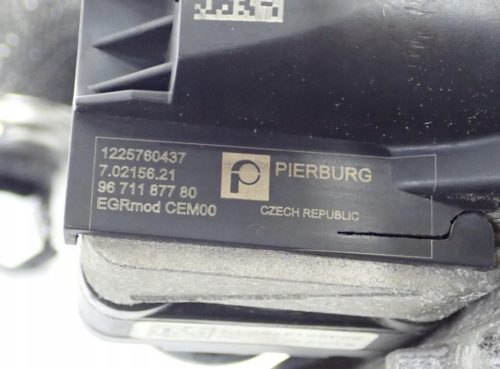 1225760437
7.02156.21
96 711 877 80
EGRmod CEM00
PIERBURG
CZECH REPUBLIC